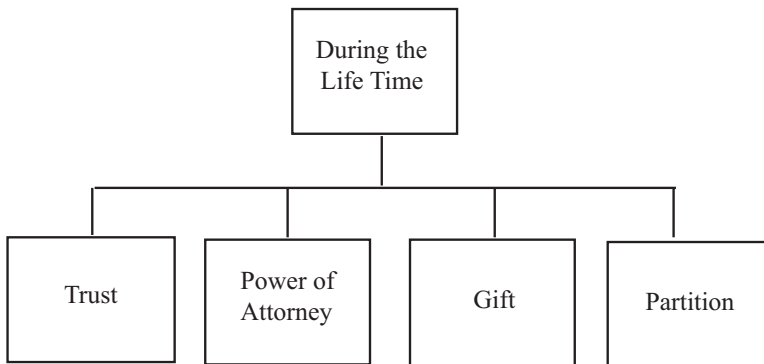 During the
Life Time
Trust
Power of
Attorney
Gift
Partition